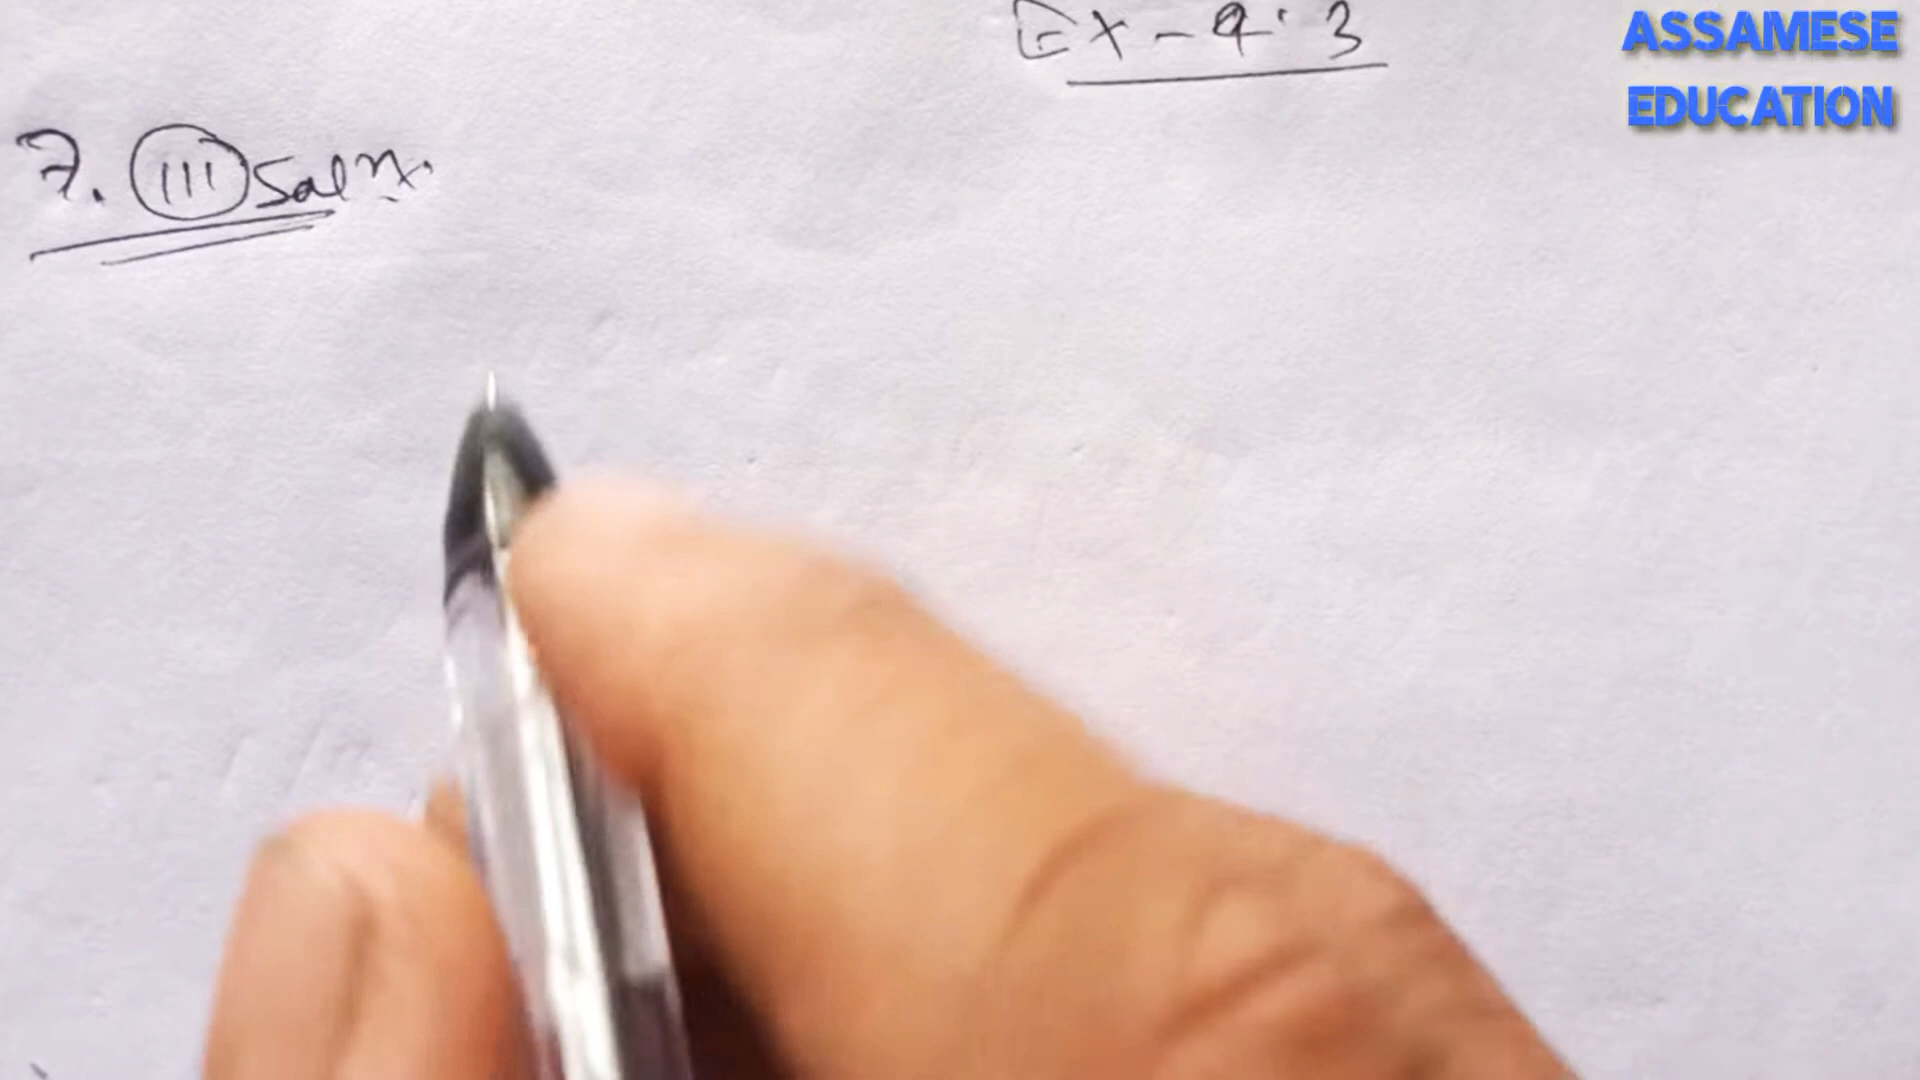 Ex - 9.3
ASSAMESE
EDUCATION
7. (iii) Soln.